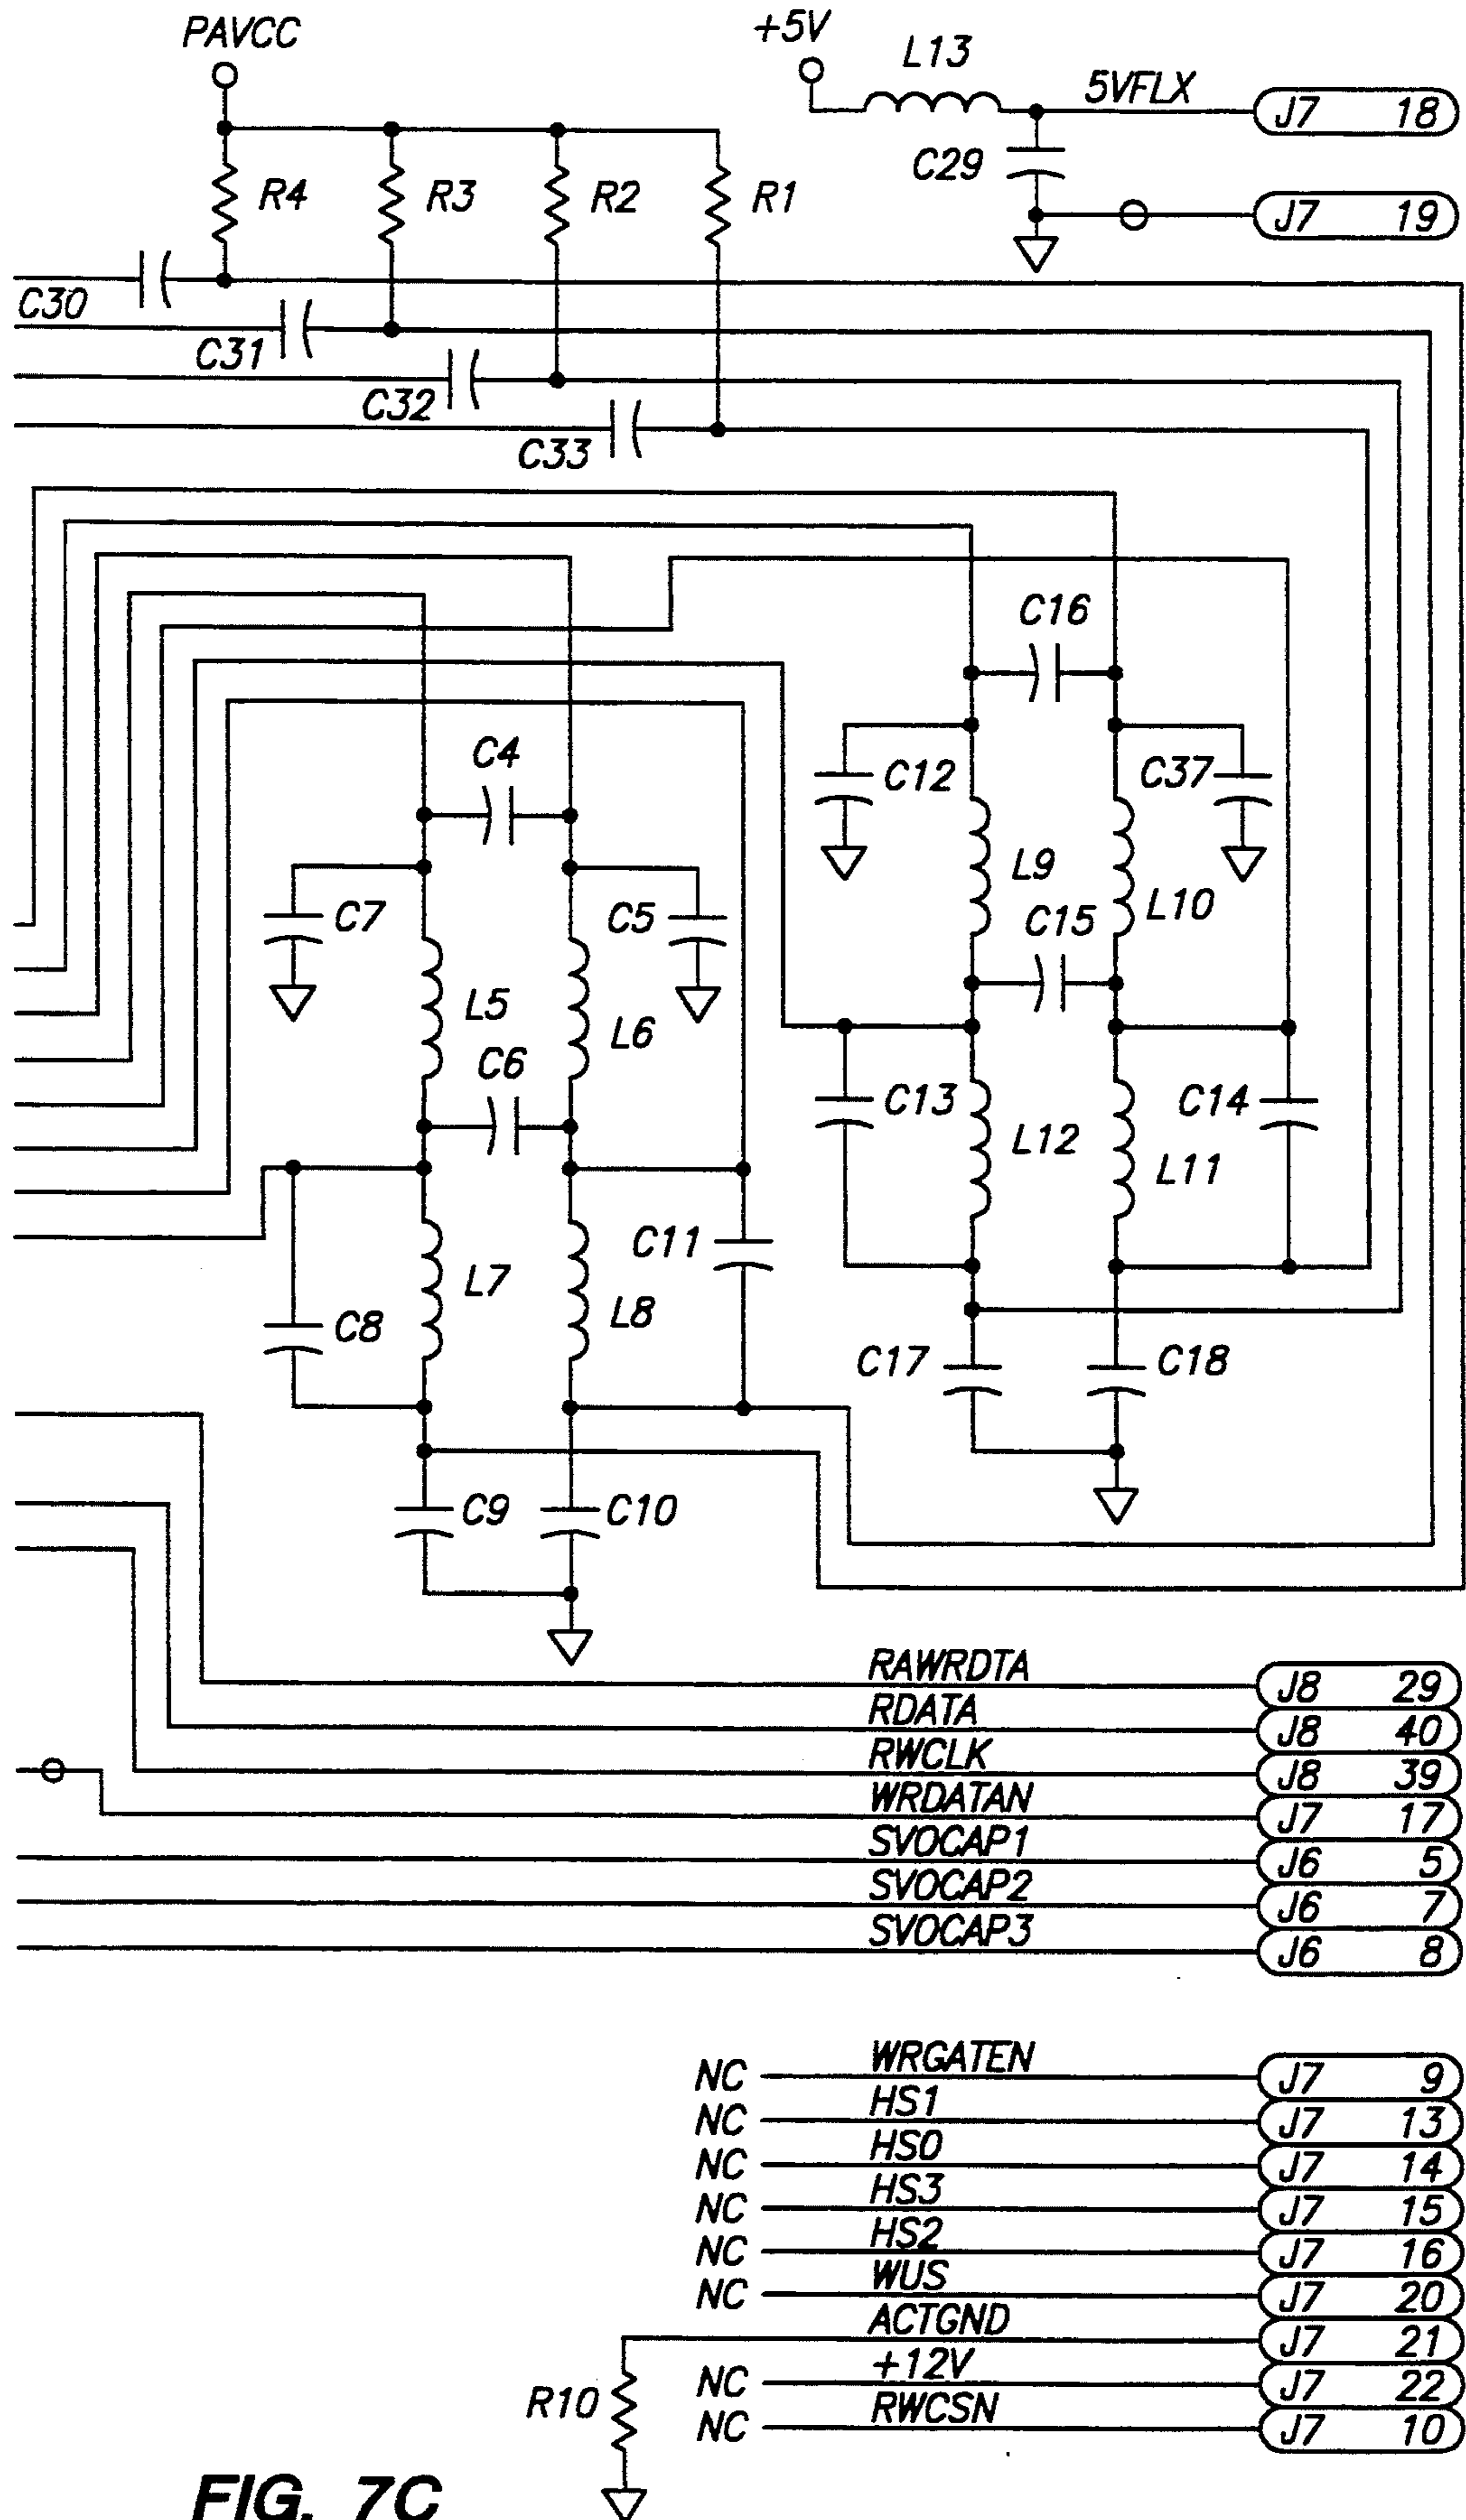 PAVCC
+5V
L13
5VFLX
J7 18
C29
J7 19
R4
R3
R2
R1
C30
C31
C32
C33
C16
C4
C12
C37
C7
C5
L9
L10
C15
L5
L6
C6
C13
C14
L12
L11
C11
L7
L8
C8
C17
C18
C9
C10
RAWRDTA J8 29
RDATA J8 40
RWCLK J8 39
WRDATAN J7 17
SVOCAP1 J6 5
SVOCAP2 J6 7
SVOCAP3 J6 8
NC WRGATEN J7 9
NC HS1 J7 13
NC HS0 J7 14
NC HS3 J7 15
NC HS2 J7 16
NC WUS J7 20
ACTGND J7 21
NC +12V J7 22
R10
NC RWCSN J7 10
FIG. 7C